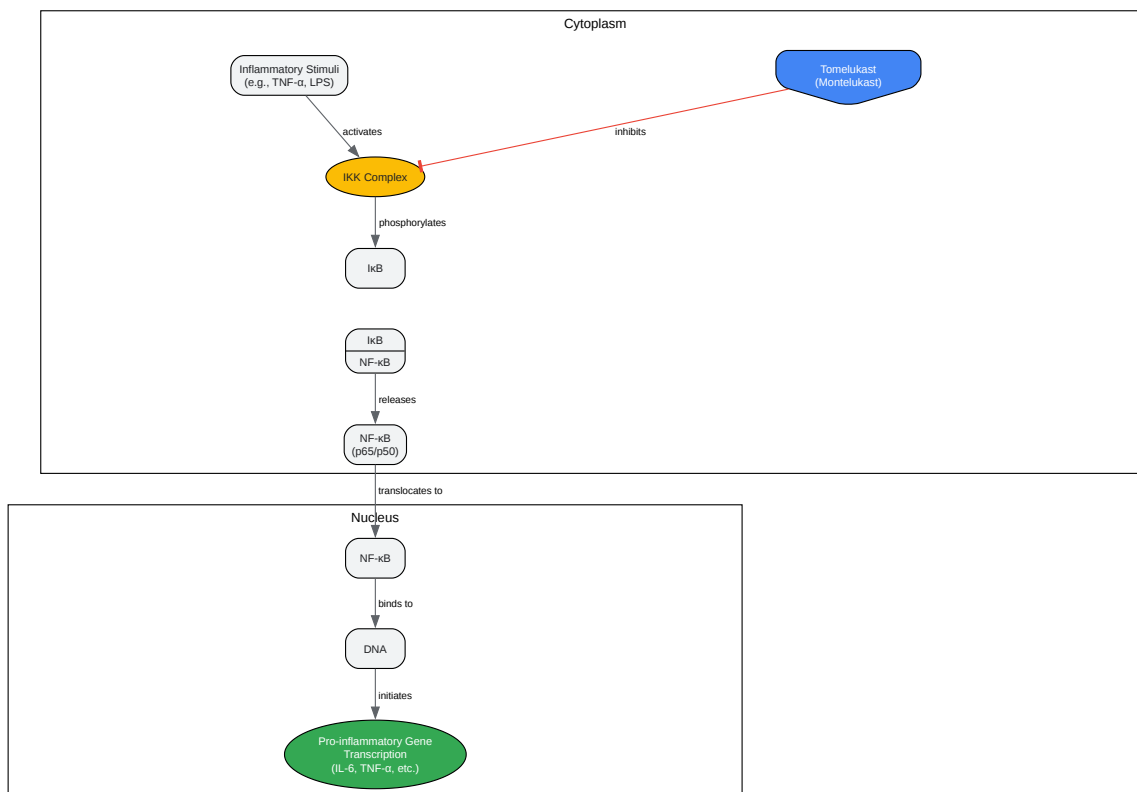 Cytoplasm
Inflammatory Stimuli
(e.g., TNF-α, LPS)
Tomelukast
(Montelukast)
activates
inhibits
IKK Complex
phosphorylates
IκB
IκB
NF-κB
releases
NF-κB
(p65/p50)
translocates to
Nucleus
NF-κB
binds to
DNA
initiates
Pro-inflammatory Gene
Transcription
(IL-6, TNF-α, etc.)